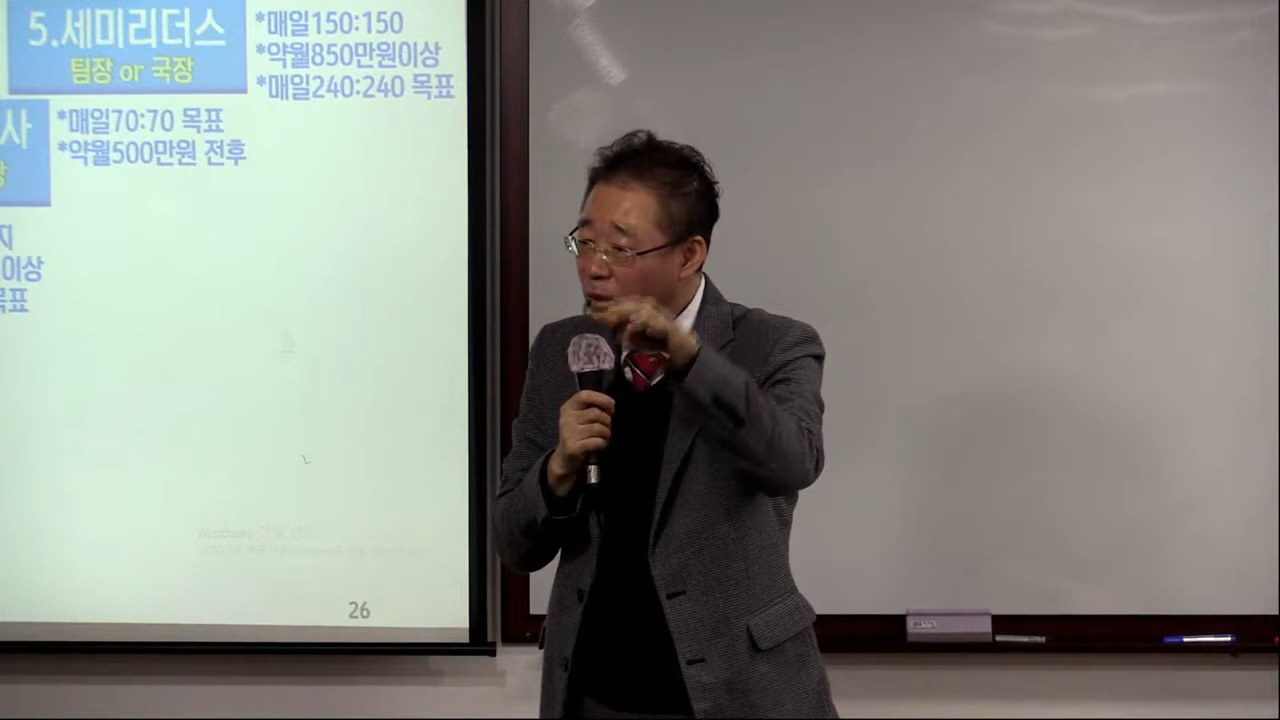 5.세미리더스
팀장 or 국장
*매일150:150
*약월850만원이상
*매일240:240 목표
사
*매일70:70 목표
*약월500만원 전후
지
이상
목표
26